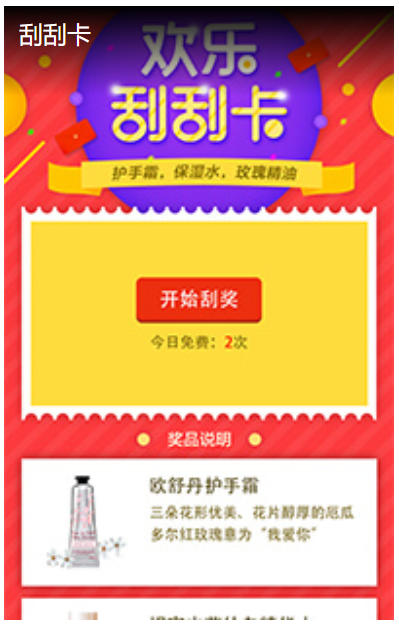 刮刮卡
欢乐
刮刮卡
护手霜，保湿水，玫瑰精油
开始刮奖
今日免费：2次
奖品说明
欧舒丹护手霜
三朵花形优美、花片醇厚的厄瓜
多尔红玫瑰意为“我爱你”